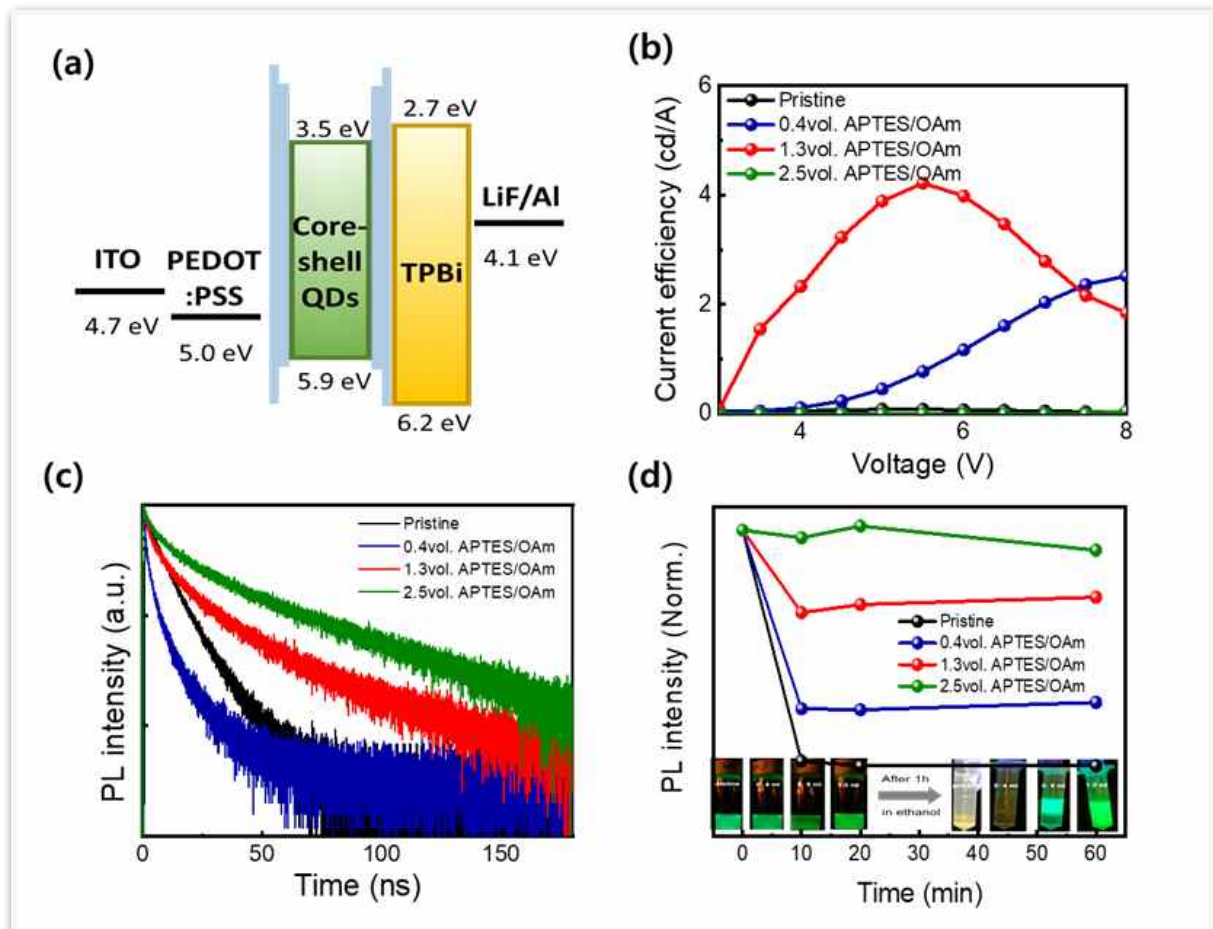 (a)
2.7 eV
3.5 eV
LiF/Al
Core-
shell
QDs
ITO
PEDOT
:PSS
TPBi
4.1 eV
4.7 eV
5.0 eV
5.9 eV
6.2 eV
(b)
6
4
2
0
Current efficiency (cd/A)
Pristine
0.4vol. APTES/OAm
1.3vol. APTES/OAm
2.5vol. APTES/OAm
4
6
8
Voltage (V)
(c)
PL intensity (a.u.)
Pristine
0.4vol. APTES/OAm
1.3vol. APTES/OAm
2.5vol. APTES/OAm
0
50
100
150
Time (ns)
(d)
PL intensity (Norm.)
Pristine
0.4vol. APTES/OAm
1.3vol. APTES/OAm
2.5vol. APTES/OAm
After 1h
in ethanol
0
10
20
30
40
50
60
Time (min)